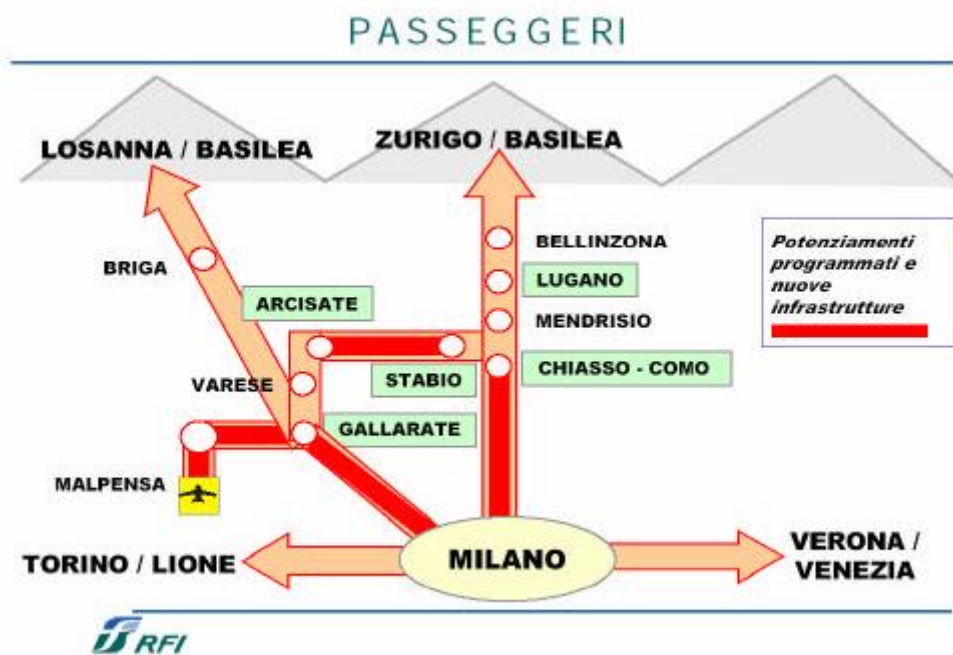 PASSEGGERI
LOSANNA / BASILEA
ZURIGO / BASILEA
BRIGA
BELLINZONA
LUGANO
MENDRISIO
ARCISATE
VARESE
STABIO
CHIASSO - COMO
GALLARATE
MALPENSA
Potenziamenti
programmati e
nuove
infrastrutture
TORINO / LIONE
MILANO
VERONA /
VENEZIA
RFI